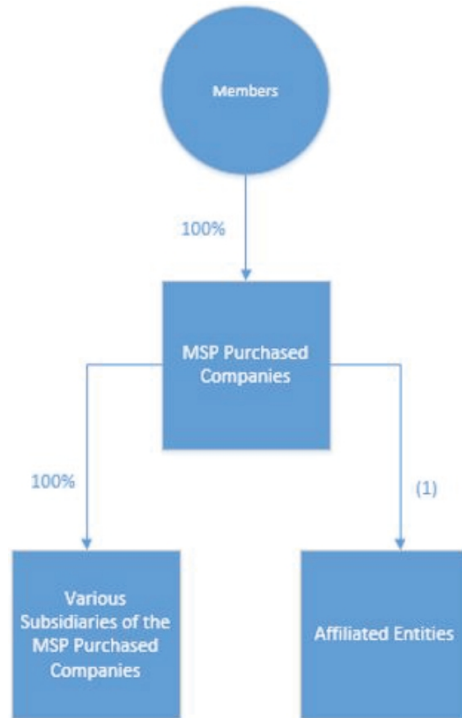 Members
100%
MSP Purchased
Companies
100%
(1)
Various
Subsidiaries of the
MSP Purchased
Companies
Affiliated Entities